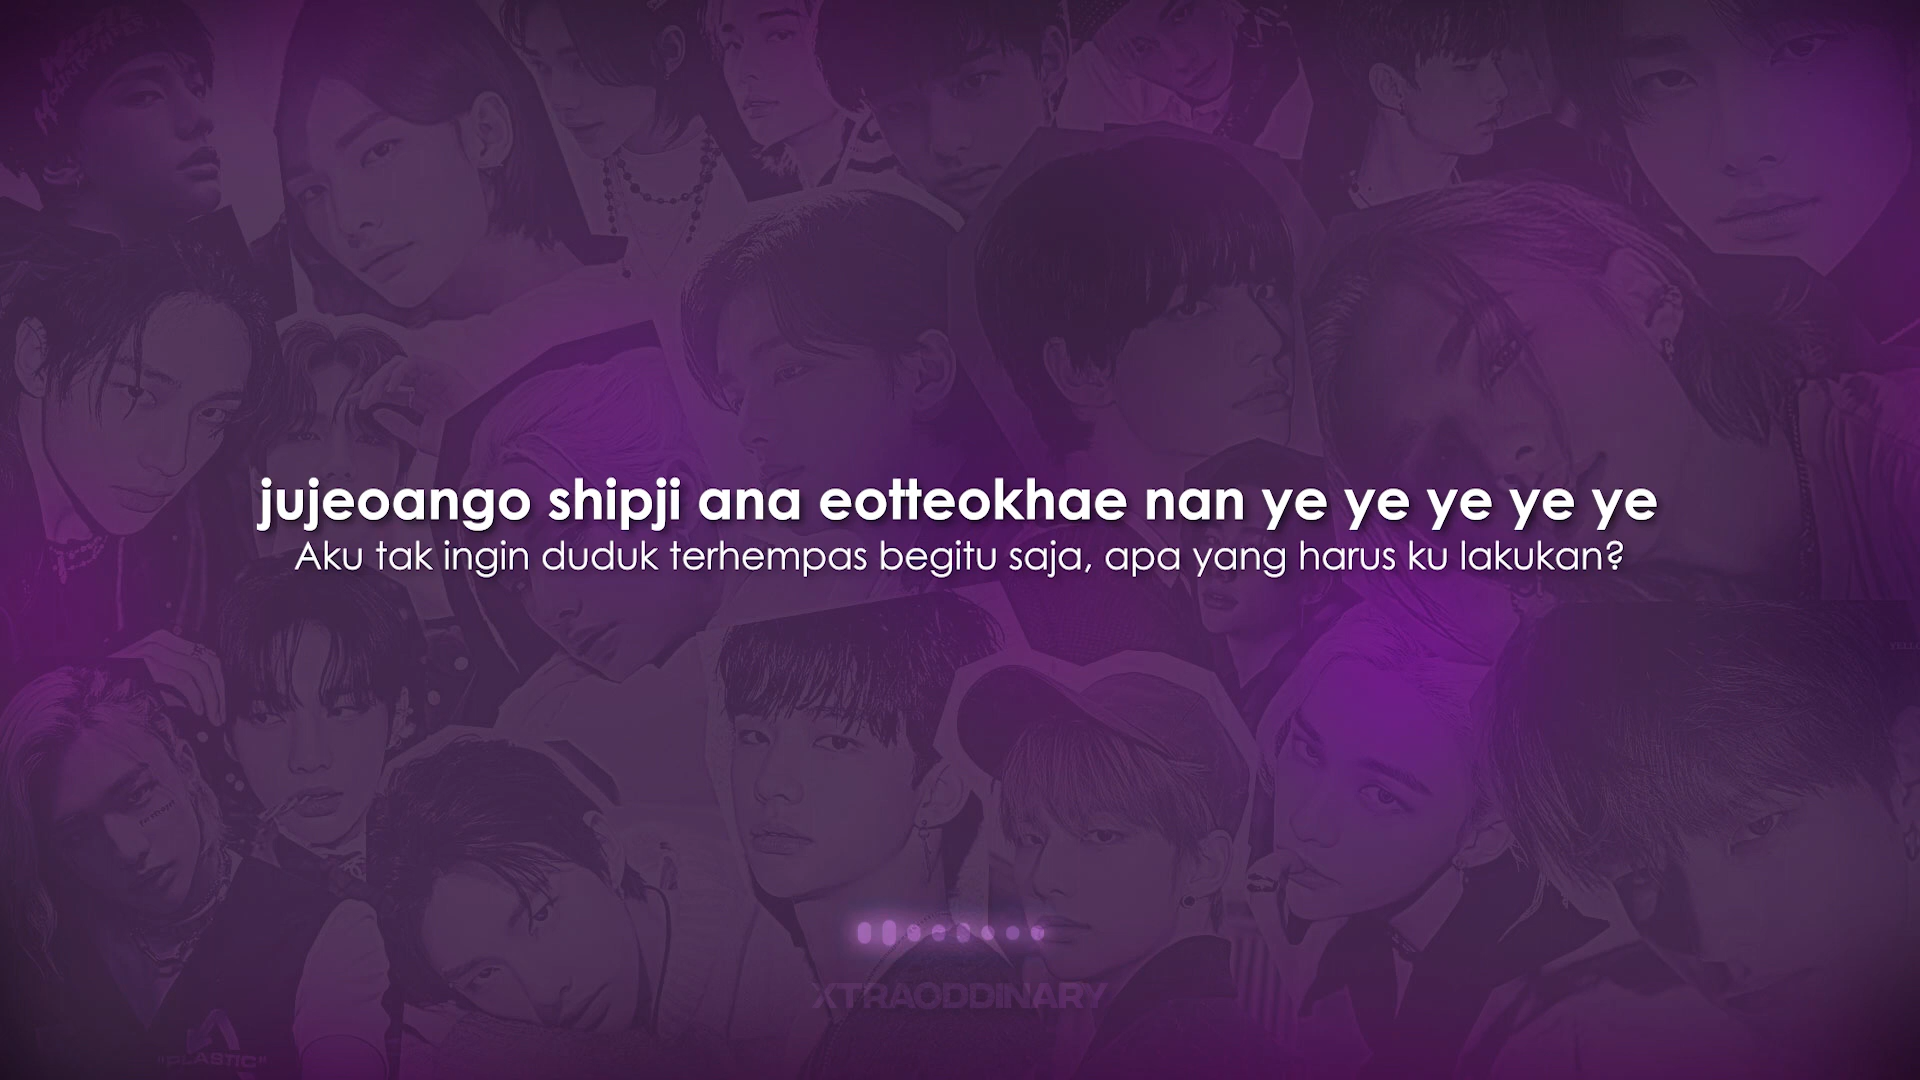 jujeoango shipji ana eotteokhae nan ye ye ye ye ye
Aku tak ingin duduk terhempas begitu saja, apa yang harus ku lakukan?
XTRAODDINARY
"PLASTIC"